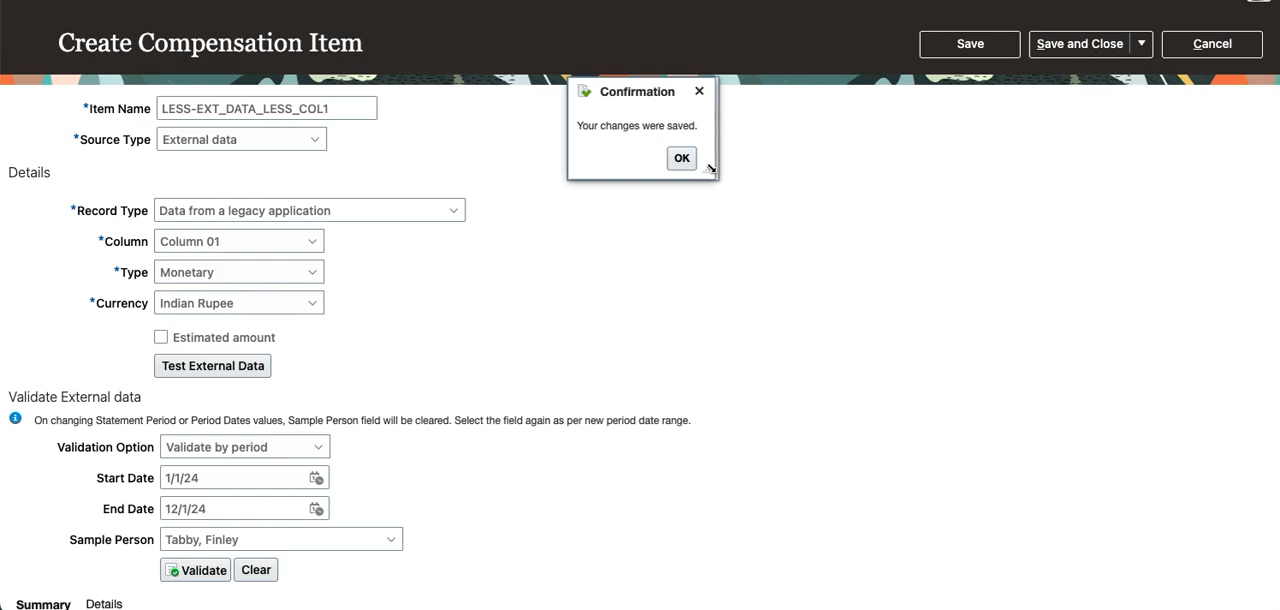 Create Compensation Item
Save
Save and Close
Cancel
Confirmation
Your changes were saved.
OK
*Item Name LESS-EXT_DATA_LESS_COL1
*Source Type External data
Details
*Record Type Data from a legacy application
*Column Column 01
*Type Monetary
*Currency Indian Rupee
Estimated amount
Test External Data
Validate External data
On changing Statement Period or Period Dates values, Sample Person field will be cleared. Select the field again as per new period date range.
Validation Option Validate by period
Start Date 1/1/24
End Date 12/1/24
Sample Person Tabby, Finley
Validate Clear
Summary Details